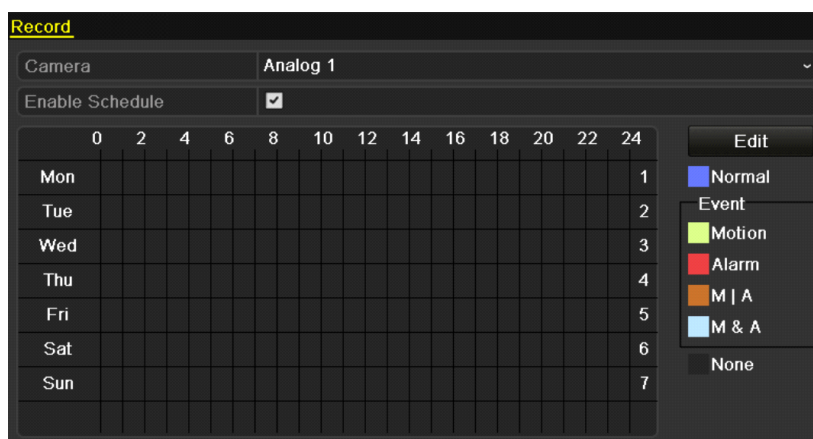 Record
Camera Analog 1
Enable Schedule
0 2 4 6 8 10 12 14 16 18 20 22 24
Mon 1
Tue 2
Wed 3
Thu 4
Fri 5
Sat 6
Sun 7
Edit
Normal
Event
Motion
Alarm
M | A
M & A
None